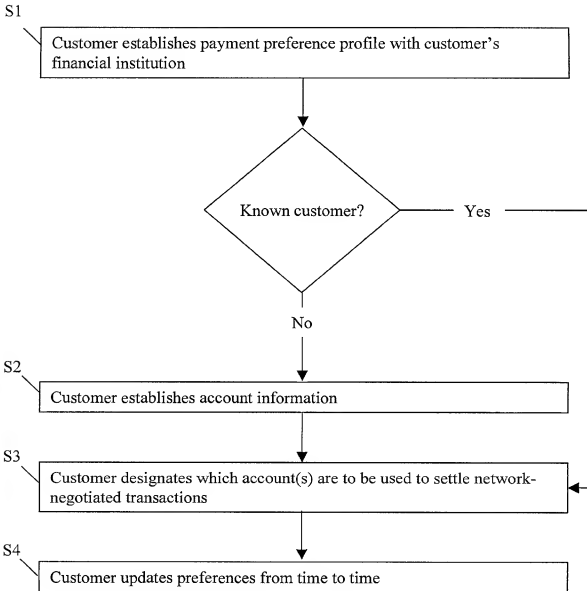 S1
Customer establishes payment preference profile with customer's
financial institution
Known customer?
Yes
No
S2
Customer establishes account information
S3
Customer designates which account(s) are to be used to settle network-
negotiated transactions
S4
Customer updates preferences from time to time